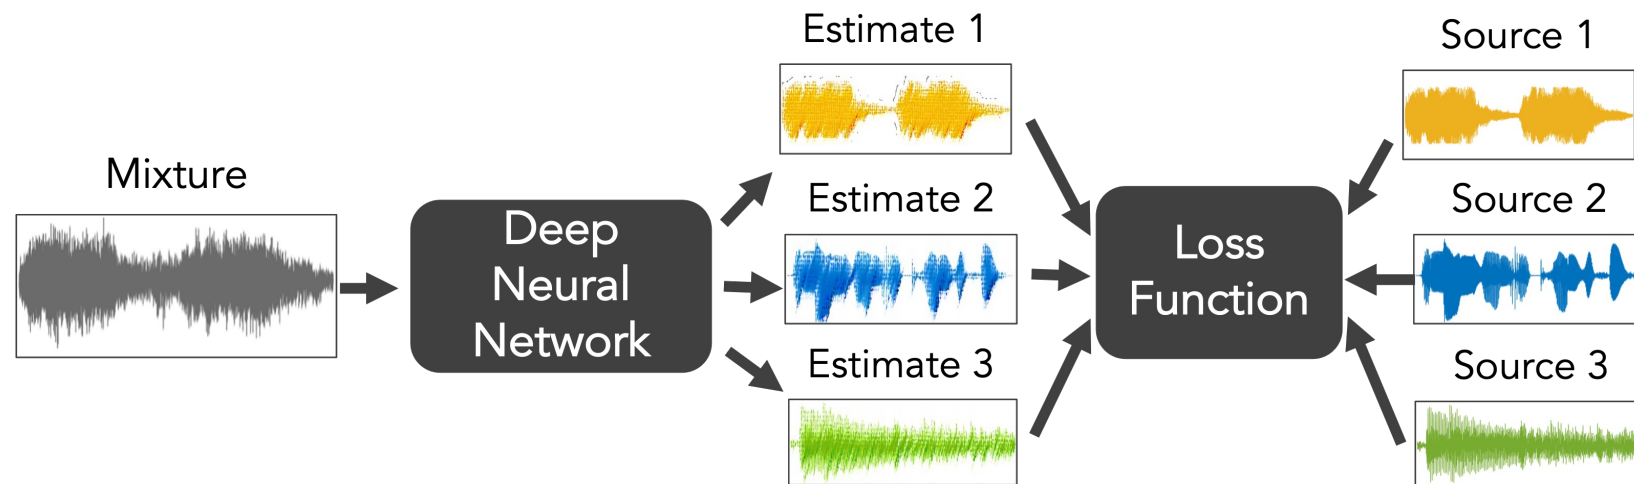 Mixture
Deep
Neural
Network
Estimate 1
Estimate 2
Estimate 3
Loss
Function
Source 1
Source 2
Source 3